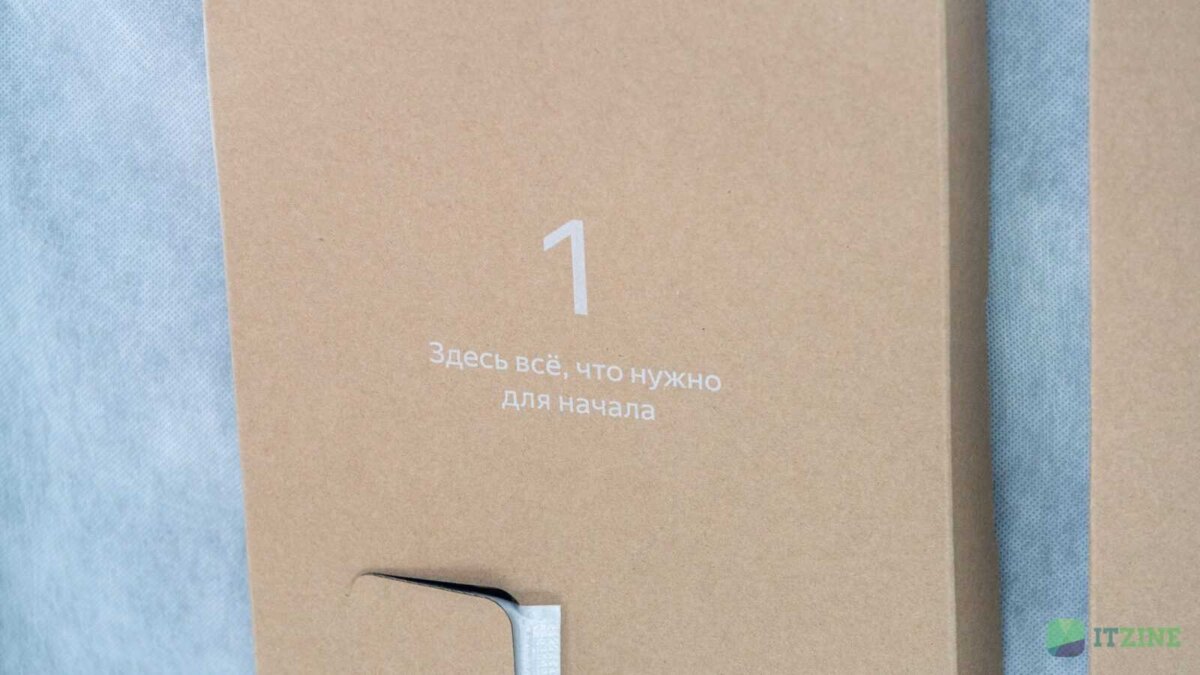 1
Здесь всё, что нужно
для начала
ITZINE